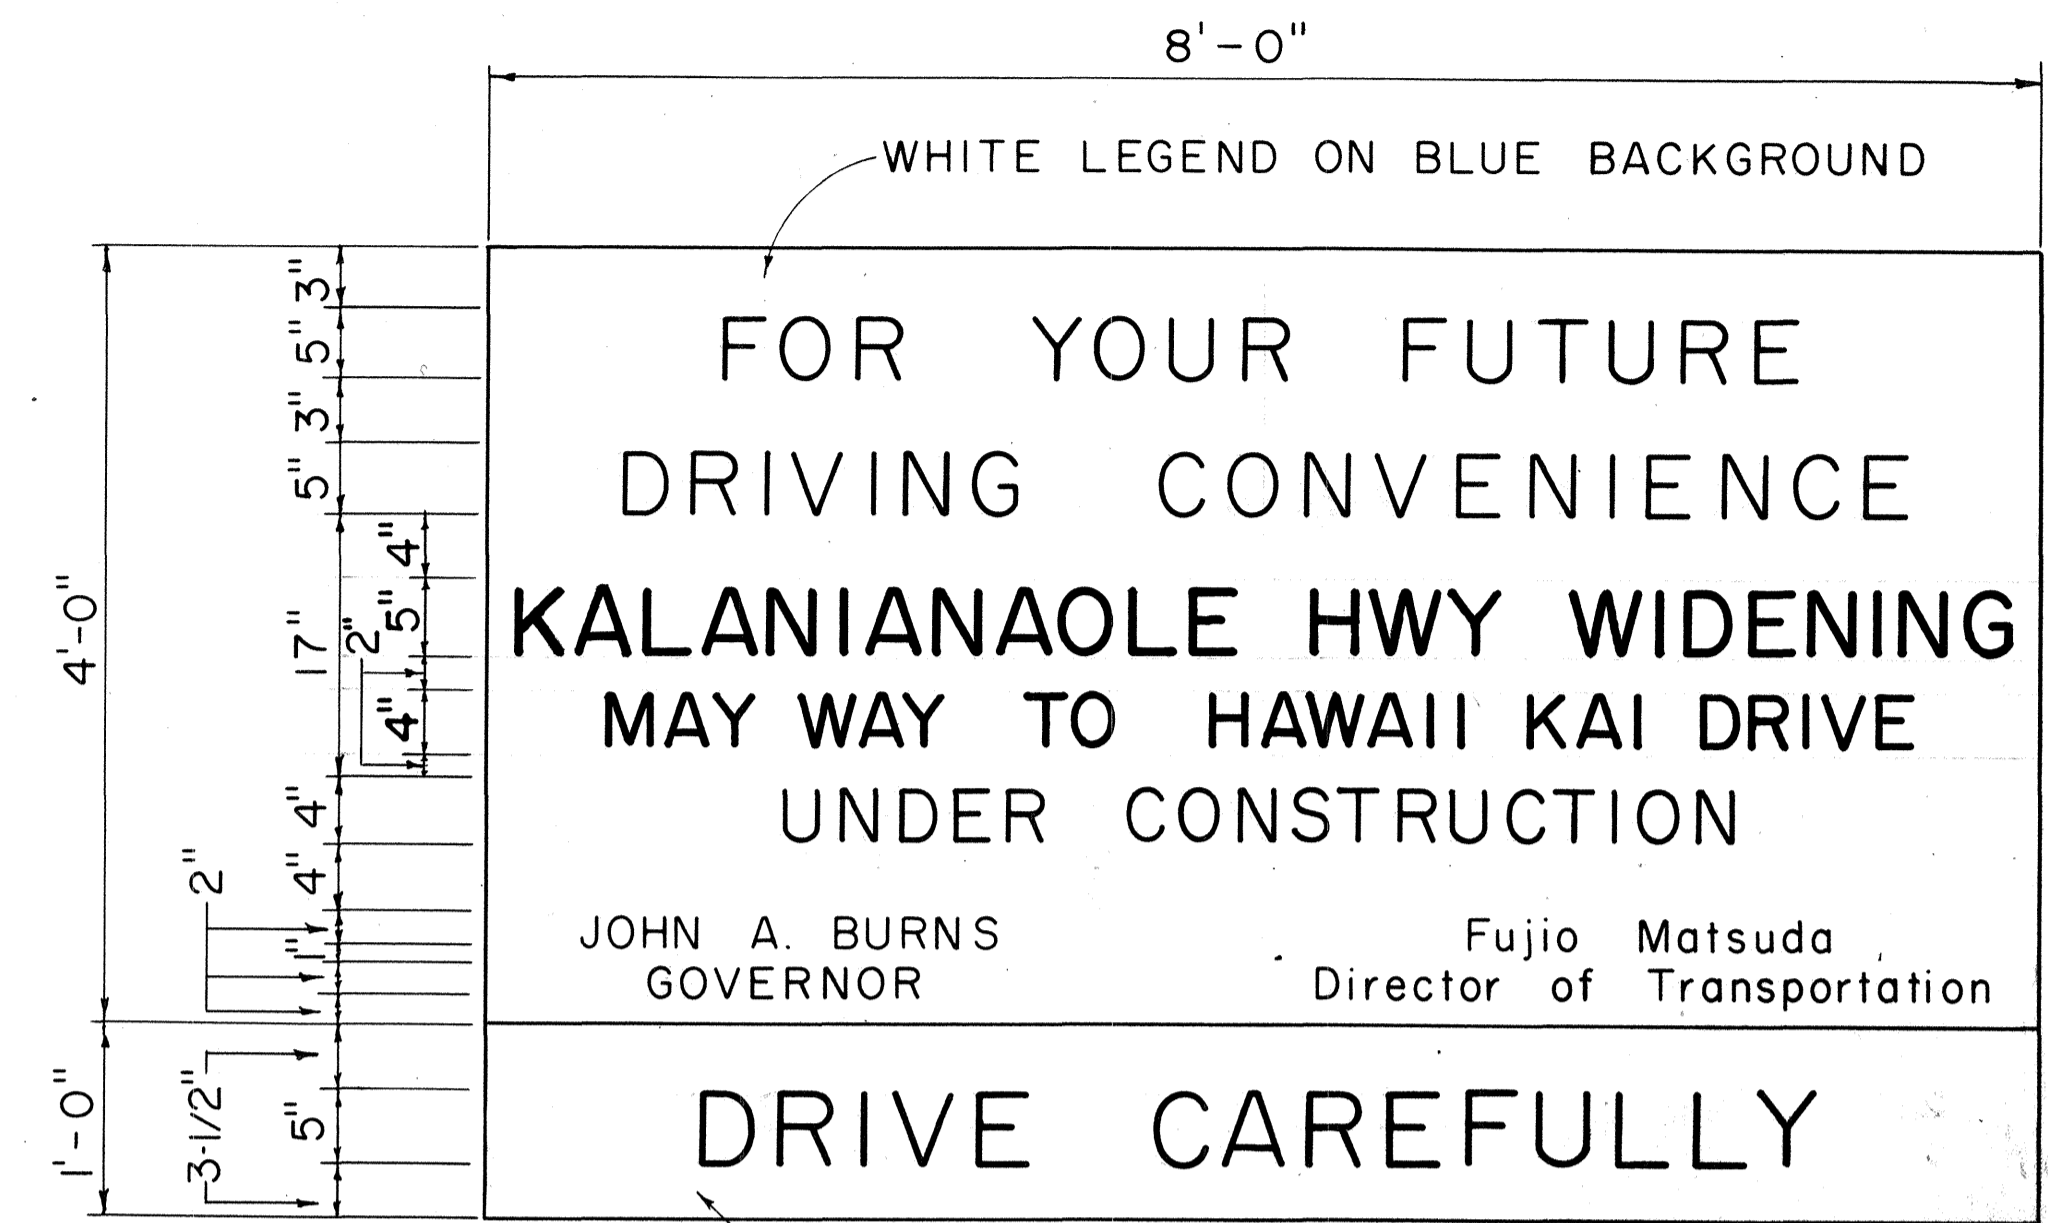 8'-0"
WHITE LEGEND ON BLUE BACKGROUND
3"
5"
3"
5"
17"
4"
5"
2"
4"
4"
4"
2"
1"
4'-0"
FOR YOUR FUTURE
DRIVING CONVENIENCE
KALANIANAOLE HWY WIDENING
MAY WAY TO HAWAII KAI DRIVE
UNDER CONSTRUCTION
JOHN A. BURNS
GOVERNOR
Fujio Matsuda
Director of Transportation
1'-0"
3-1/2"
5"
DRIVE CAREFULLY